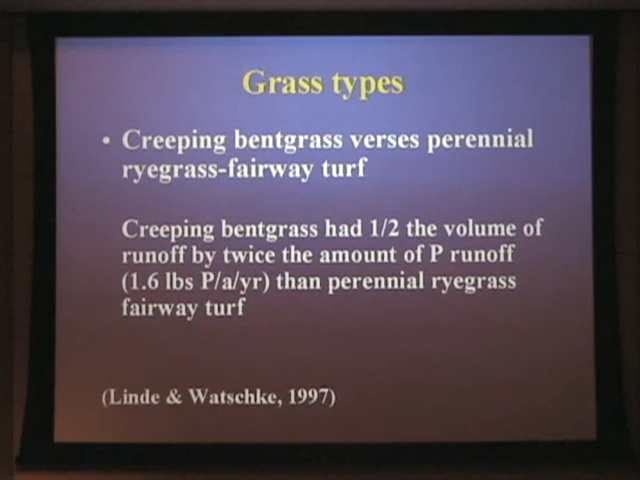 Grass types
• Creeping bentgrass verses perennial
ryegrass-fairway turf
Creeping bentgrass had 1/2 the volume of
runoff by twice the amount of P runoff
(1.6 lbs P/a/yr) than perennial ryegrass
fairway turf
(Linde & Watschke, 1997)